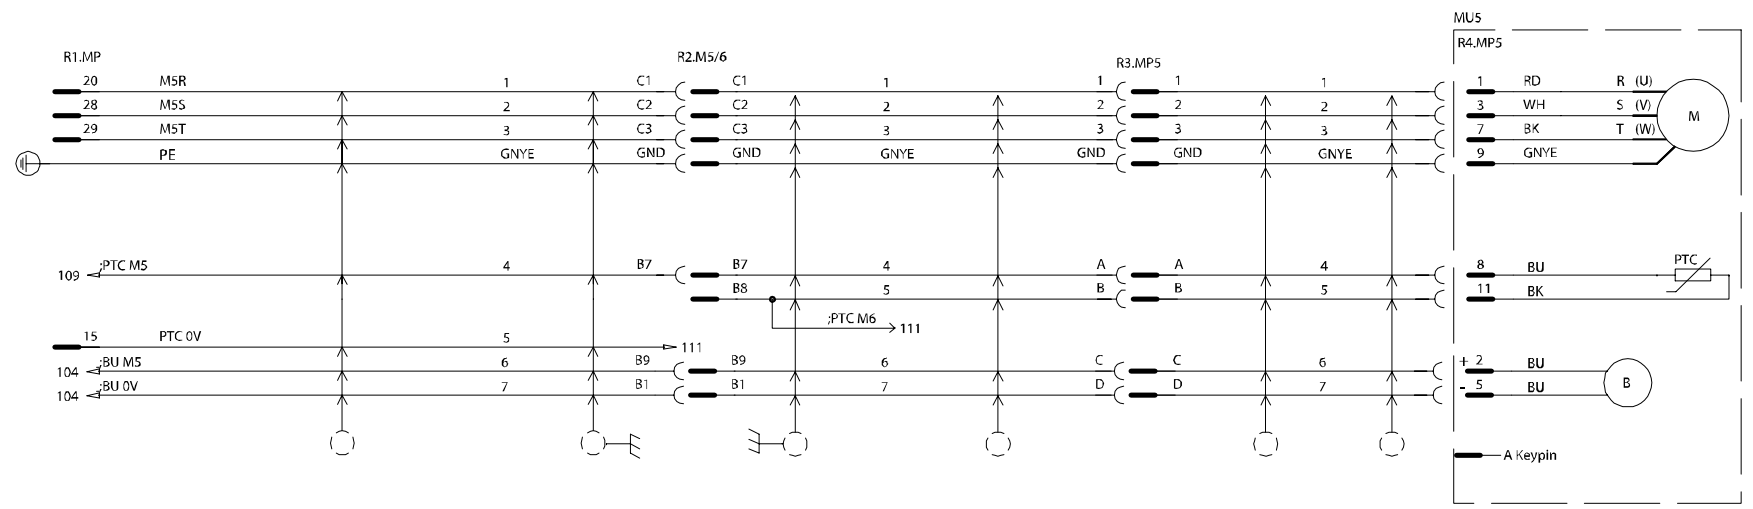 MU5
R1.MP R2.M5/6 R3.MP5 R4.MP5
20 M5R 1 C1 C1 1 1 1 1 1 RD R (U)
28 M5S 2 C2 C2 2 2 2 2 3 WH S (V) M
29 M5T 3 C3 C3 3 3 3 3 7 BK T (W)
PE GNYE GND GND GNYE GND GND GNYE 9 GNYE
PTC
109 ;PTC M5 4 B7 B7 4 A A 4 8 BU
B8 5 B B 5 11 BK
;PTC M6 111
15 PTC 0V 5 111
104 ;BU M5 6 B9 B9 6 C C 6 + 2 BU
B
104 ;BU 0V 7 B1 B1 7 D D 7 - 5 BU
A Keypin